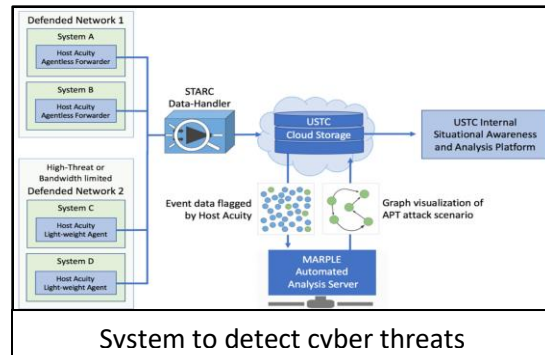 Defended Network 1
System A
Host Acuity
Agentless Forwarder
System B
Host Acuity
Agentless Forwarder
High-Threat or
Bandwidth limited
Defended Network 2
System C
Host Acuity
Light-weight Agent
System D
Host Acuity
Light-weight Agent
STARC
Data-Handler
USTC
Cloud Storage
USTC Internal
Situational Awareness
and Analysis Platform
Event data flagged
by Host Acuity
Graph visualization of
APT attack scenario
MARPLE
Automated
Analysis Server
System to detect cyber threats